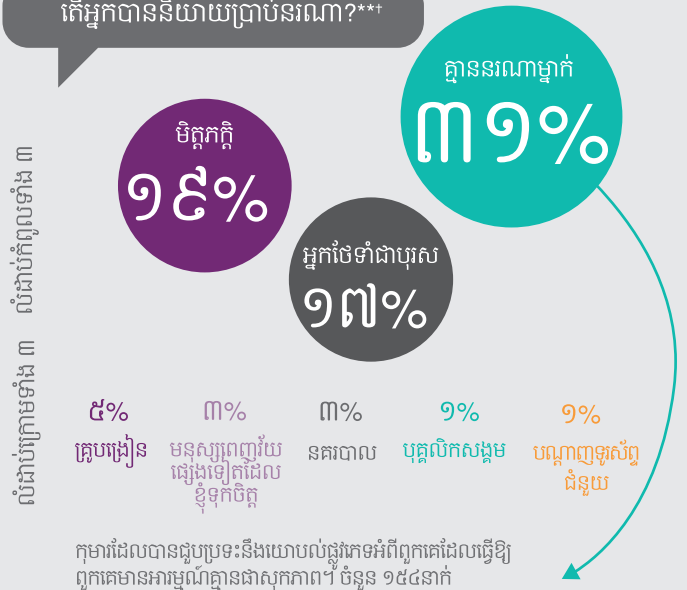 តើអ្នកបាននិយាយប្រាប់នរណា?**†
គ្មាននរណាម្នាក់
៣១%
មិត្តភក្តិ
១៩%
អ្នកថែទាំជាបុរស
១៧%
លំដាប់កំពូលទាំង ៣
លំដាប់ក្រោមទាំង ៣
៥%
គ្រូបង្រៀន
៣%
មនុស្សពេញវ័យ
ផ្សេងទៀតដែល
ខ្ញុំទុកចិត្ត
៣%
នគរបាល
១%
បុគ្គលិកសង្គម
១%
បណ្តាញទូរស័ព្ទ
ជំនួយ
កុមារដែលបានជួបប្រទះនឹងយោបល់ផ្លូវភេទអំពីពួកគេដែលធ្វើឱ្យ
ពួកគេមានអារម្មណ៍គ្មានផាសុកភាព។ ចំនួន ១៥៤នាក់